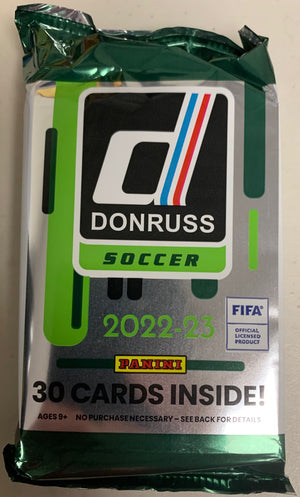 d
DONRUSS
SOCCER
2022-23
FIFA®
OFFICIAL
LICENSED
PRODUCT
PANINI
30 CARDS INSIDE!
AGES 9+ NO PURCHASE NECESSARY – SEE BACK FOR DETAILS